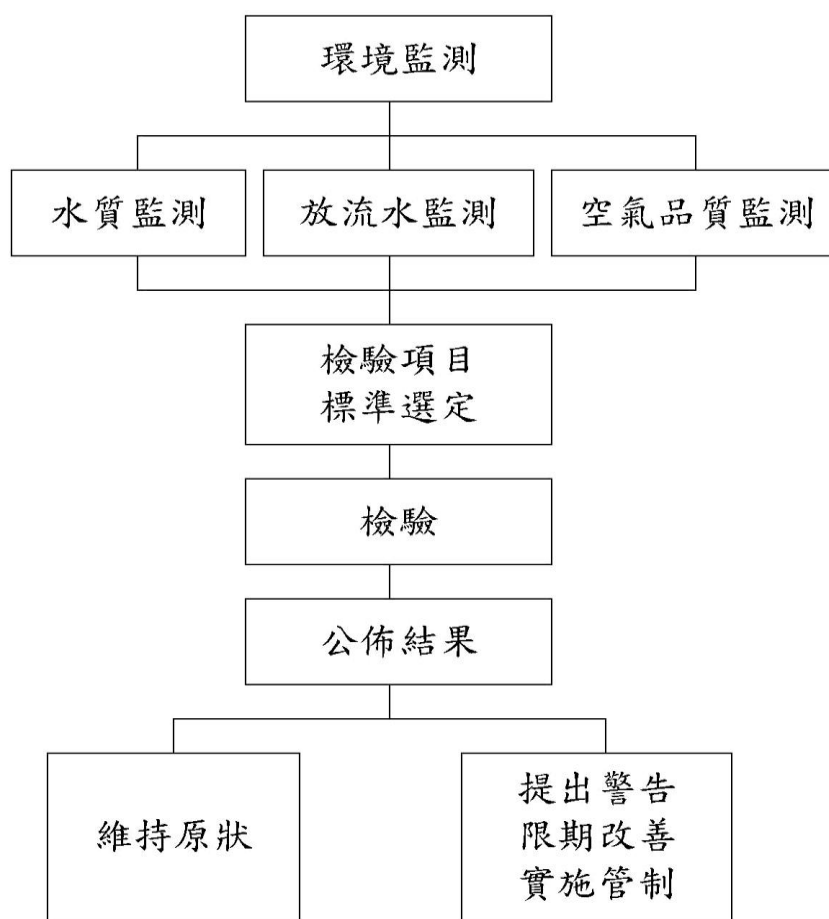 環境監測
水質監測
放流水監測
空氣品質監測
檢驗項目
標準選定
檢驗
公佈結果
維持原狀
提出警告
限期改善
實施管制